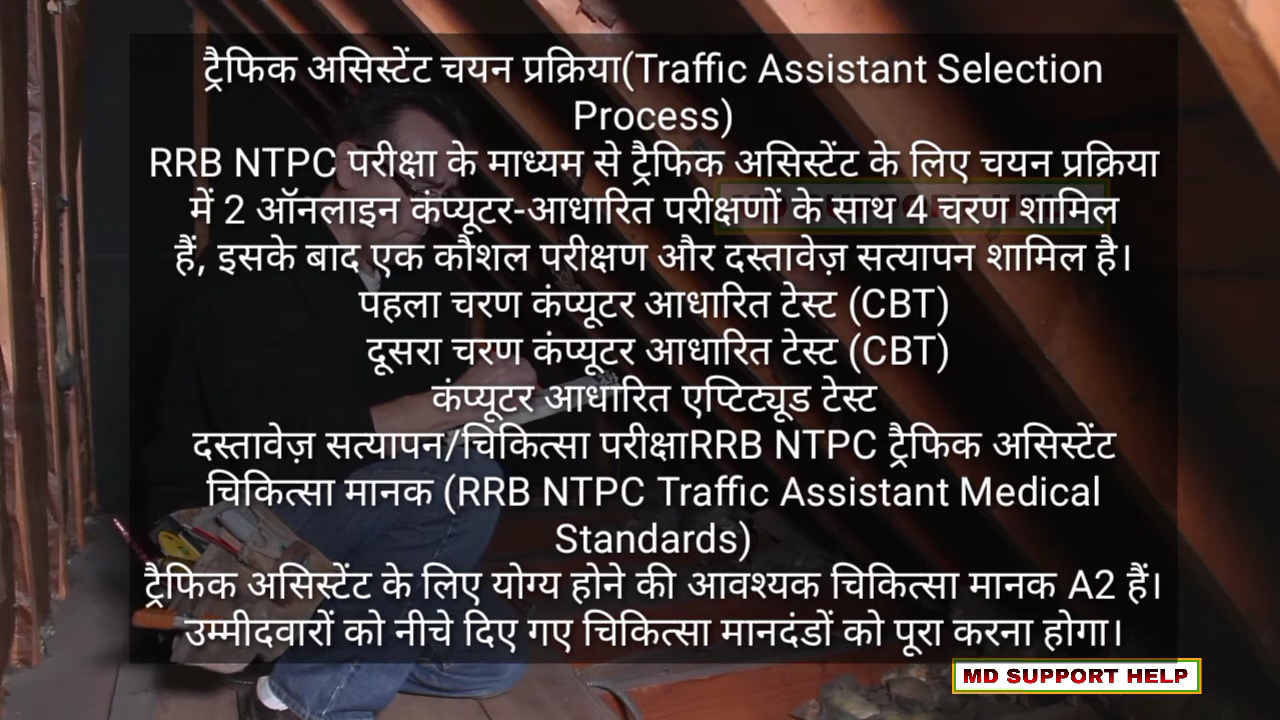 ट्रैफिक असिस्टेंट चयन प्रक्रिया(Traffic Assistant Selection
Process)
RRB NTPC परीक्षा के माध्यम से ट्रैफिक असिस्टेंट के लिए चयन प्रक्रिया
में 2 ऑनलाइन कंप्यूटर-आधारित परीक्षणों के साथ 4 चरण शामिल
हैं, इसके बाद एक कौशल परीक्षण और दस्तावेज़ सत्यापन शामिल है।
पहला चरण कंप्यूटर आधारित टेस्ट (CBT)
दूसरा चरण कंप्यूटर आधारित टेस्ट (CBT)
कंप्यूटर आधारित एप्टिट्यूड टेस्ट
दस्तावेज़ सत्यापन/चिकित्सा परीक्षाRRB NTPC ट्रैफिक असिस्टेंट
चिकित्सा मानक (RRB NTPC Traffic Assistant Medical
Standards)
ट्रैफिक असिस्टेंट के लिए योग्य होने की आवश्यक चिकित्सा मानक A2 हैं।
उम्मीदवारों को नीचे दिए गए चिकित्सा मानदंडों को पूरा करना होगा।
MD SUPPORT HELP